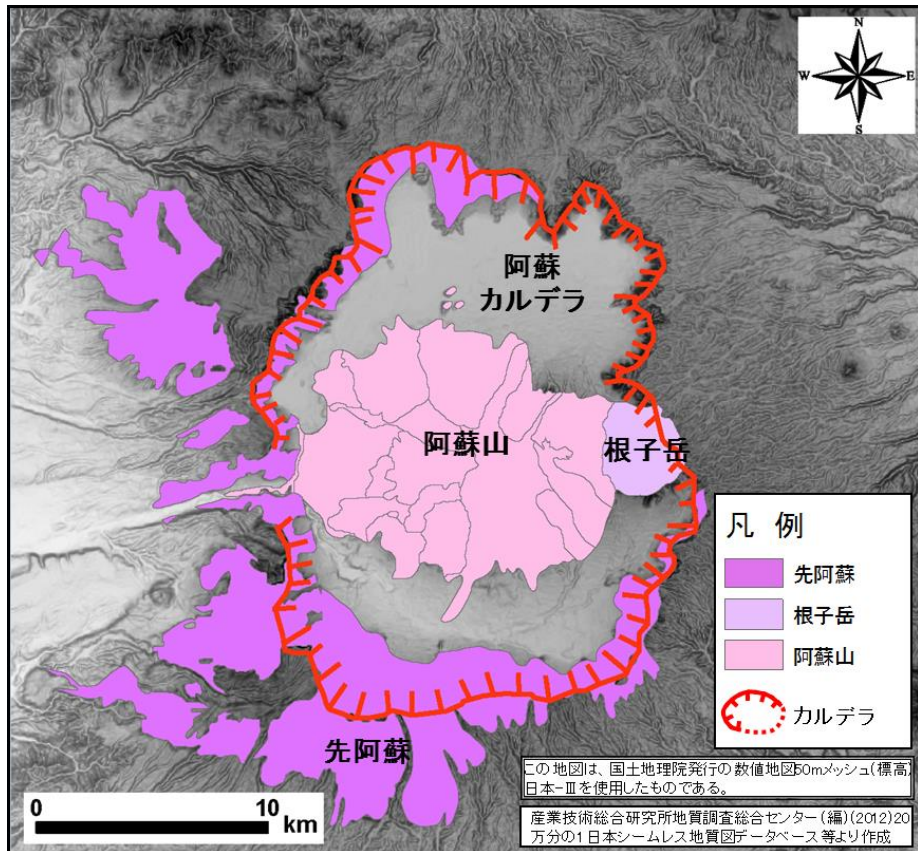 N
W E
S
阿蘇
カルデラ
阿蘇山
根子岳
先阿蘇
凡 例
先阿蘇
根子岳
阿蘇山
カルデラ
0 10
km
この地図は、国土地理院発行の数値地図50mメッシュ(標高)
日本-Ⅲを使用したものである。
産業技術総合研究所地質調査総合センター(編)(2012)20
万分の1日本シームレス地質図データベース等より作成